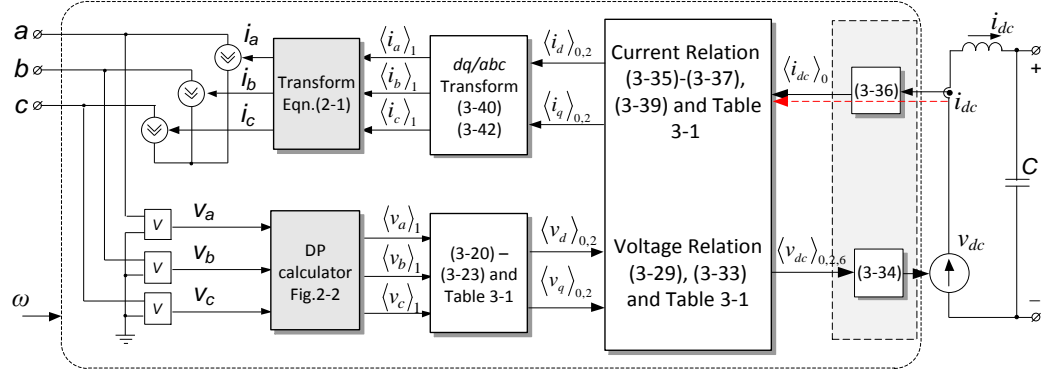 a
b
c
i_a
i_b
i_c
Transform
Eqn.(2-1)
⟨i_a⟩_1
⟨i_b⟩_1
⟨i_c⟩_1
dq/abc
Transform
(3-40)
(3-42)
⟨i_d⟩_{0,2}
⟨i_q⟩_{0,2}
Current Relation
(3-35)-(3-37),
(3-39) and Table
3-1
⟨i_dc⟩_0
(3-36)
i_dc
i_dc
+
C
V
V
V
v_a
v_b
v_c
DP
calculator
Fig.2-2
⟨v_a⟩_1
⟨v_b⟩_1
⟨v_c⟩_1
(3-20) –
(3-23) and
Table 3-1
⟨v_d⟩_{0,2}
⟨v_q⟩_{0,2}
Voltage Relation
(3-29), (3-33)
and Table 3-1
⟨v_dc⟩_{0,2,6}
(3-34)
v_dc
–
ω